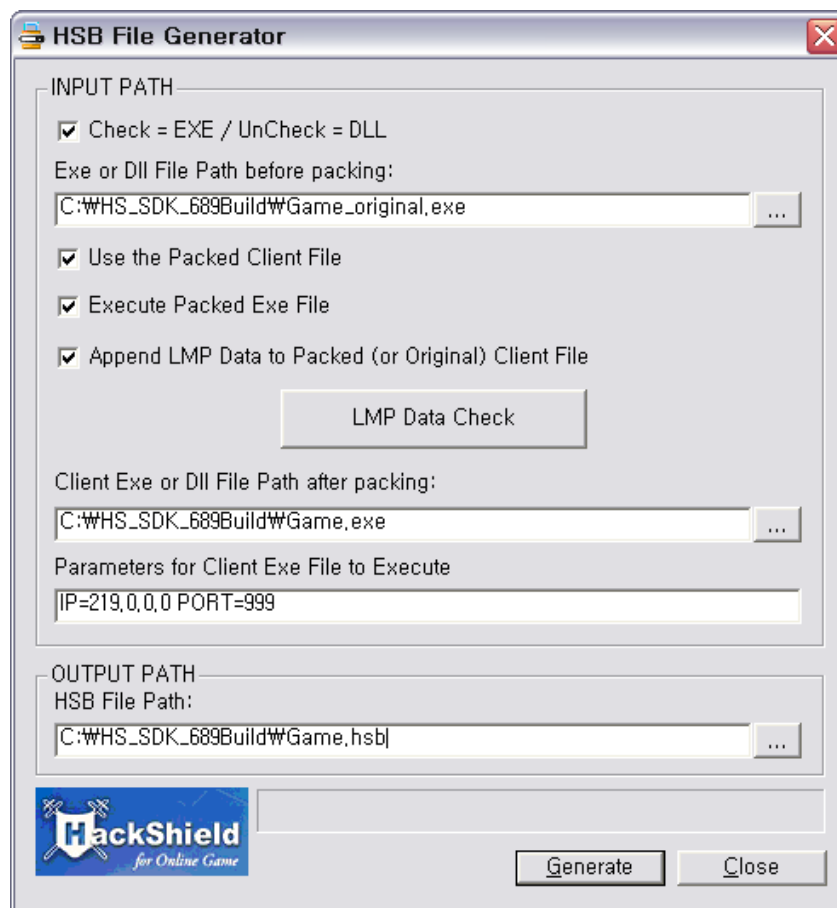 HSB File Generator
INPUT PATH
Check = EXE / UnCheck = DLL
Exe or Dll File Path before packing:
C:₩HS_SDK_689Build₩Game_original.exe
...
Use the Packed Client File
Execute Packed Exe File
Append LMP Data to Packed (or Original) Client File
LMP Data Check
Client Exe or Dll File Path after packing:
C:₩HS_SDK_689Build₩Game.exe
...
Parameters for Client Exe File to Execute
IP=219.0.0.0 PORT=999
OUTPUT PATH
HSB File Path:
C:₩HS_SDK_689Build₩Game.hsb
...
HackShield
for Online Game
Generate
Close